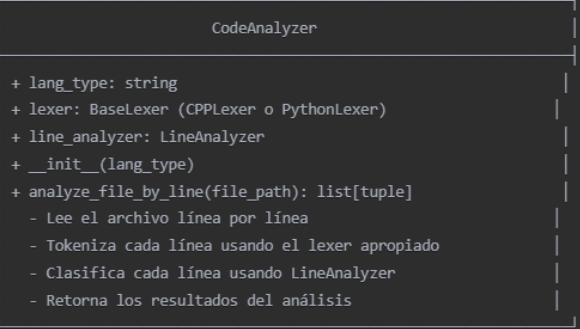 CodeAnalyzer
+ lang_type: string
+ lexer: BaseLexer (CPPLexer o PythonLexer)
+ line_analyzer: LineAnalyzer
+ __init__(lang_type)
+ analyze_file_by_line(file_path): list[tuple]
- Lee el archivo línea por línea
- Tokeniza cada línea usando el lexer apropiado
- Clasifica cada línea usando LineAnalyzer
- Retorna los resultados del análisis